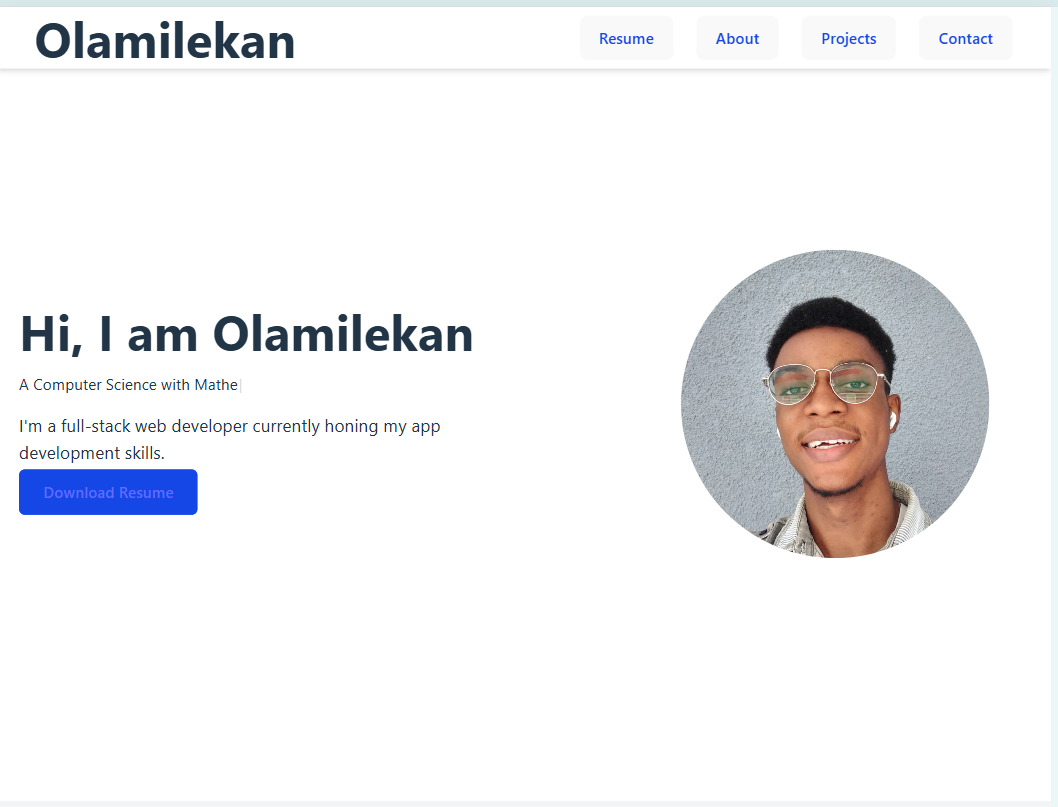 Olamilekan
Resume
About
Projects
Contact
Hi, I am Olamilekan
A Computer Science with Mathe
I'm a full-stack web developer currently honing my app
development skills.
Download Resume